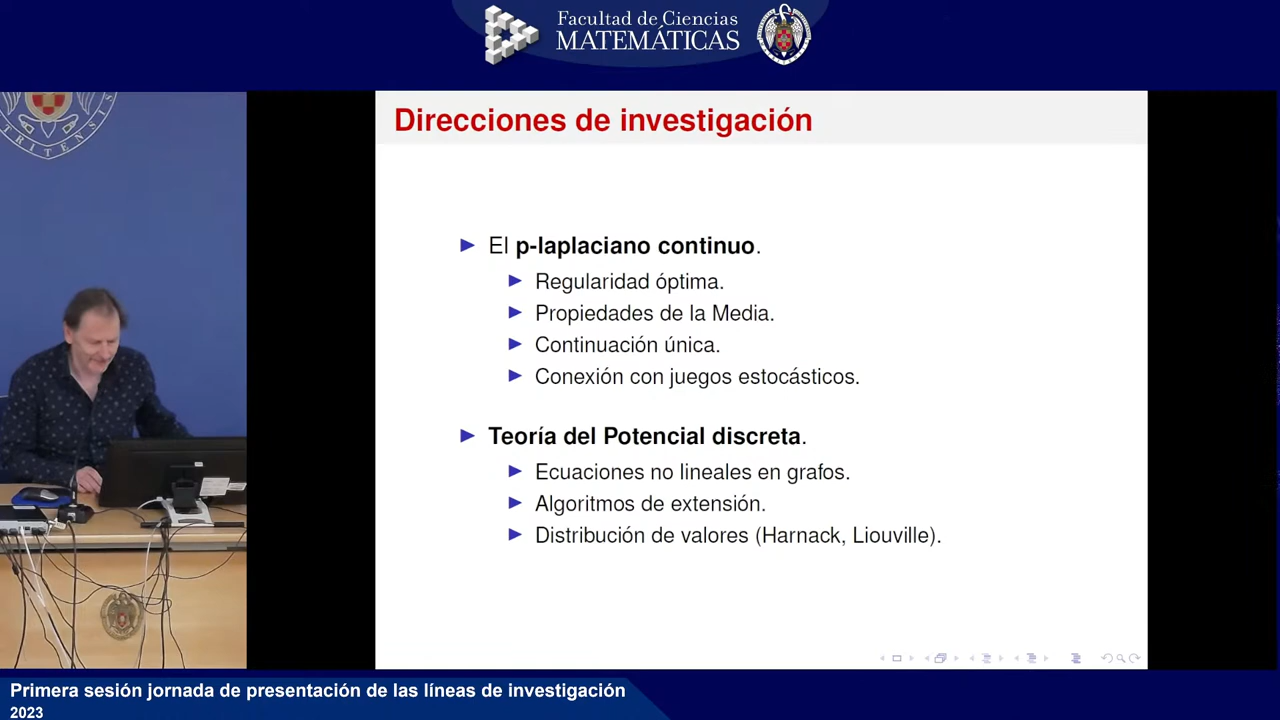 Facultad de Ciencias
MATEMÁTICAS
TRITENSIS
Direcciones de investigación
El p-laplaciano continuo.
Regularidad óptima.
Propiedades de la Media.
Continuación única.
Conexión con juegos estocásticos.
Teoría del Potencial discreta.
Ecuaciones no lineales en grafos.
Algoritmos de extensión.
Distribución de valores (Harnack, Liouville).
Primera sesión jornada de presentación de las líneas de investigación
2023